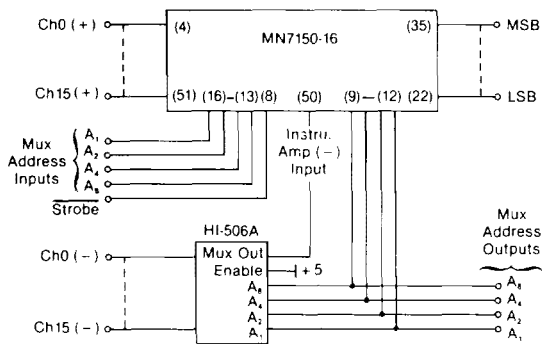 Ch0 (+)
(4)
MN7150-16
(35)
MSB
Ch15 (+)
(51) (16)–(13) (8) (50) (9)—(12) (22)
LSB
Mux
Address
Inputs
A₁
A₂
A₄
A₈
Strobe
Instru.
Amp (−)
Input
HI-506A
Ch0 (−)
Mux Out
Enable
+5
A₈
A₄
A₂
A₁
Ch15 (−)
Mux
Address
Outputs
A₈
A₄
A₂
A₁